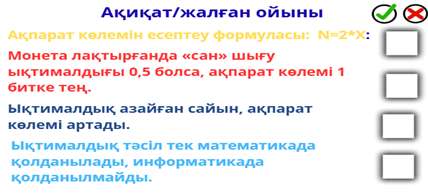 Ақиқат/жалған ойыны
Ақпарат көлемін есептеу формуласы: N=2*X:
Монета лақтырғанда «сан» шығу
ықтималдығы 0,5 болса, ақпарат көлемі 1
битке тең.
Ықтималдық азайған сайын, ақпарат
көлемі артады.
Ықтималдық тәсіл тек математикада
қолданылады, информатикада
қолданылмайды.